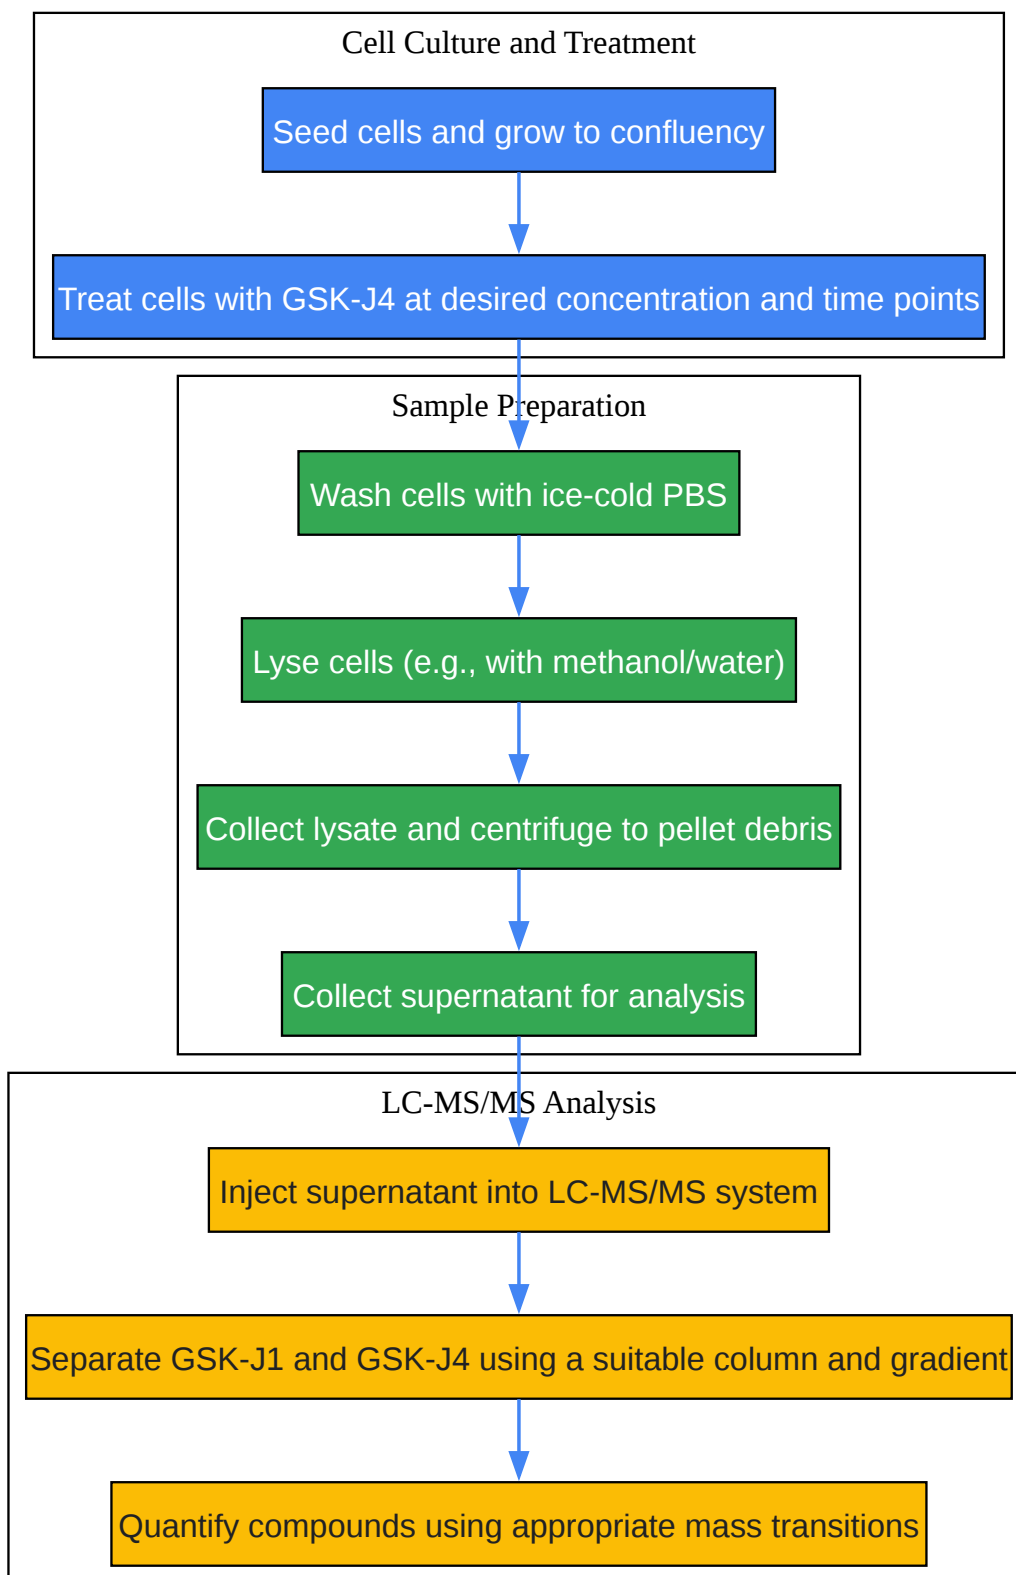 Cell Culture and Treatment
Seed cells and grow to confluency
Treat cells with GSK-J4 at desired concentration and time points
Sample Preparation
Wash cells with ice-cold PBS
Lyse cells (e.g., with methanol/water)
Collect lysate and centrifuge to pellet debris
Collect supernatant for analysis
LC-MS/MS Analysis
Inject supernatant into LC-MS/MS system
Separate GSK-J1 and GSK-J4 using a suitable column and gradient
Quantify compounds using appropriate mass transitions